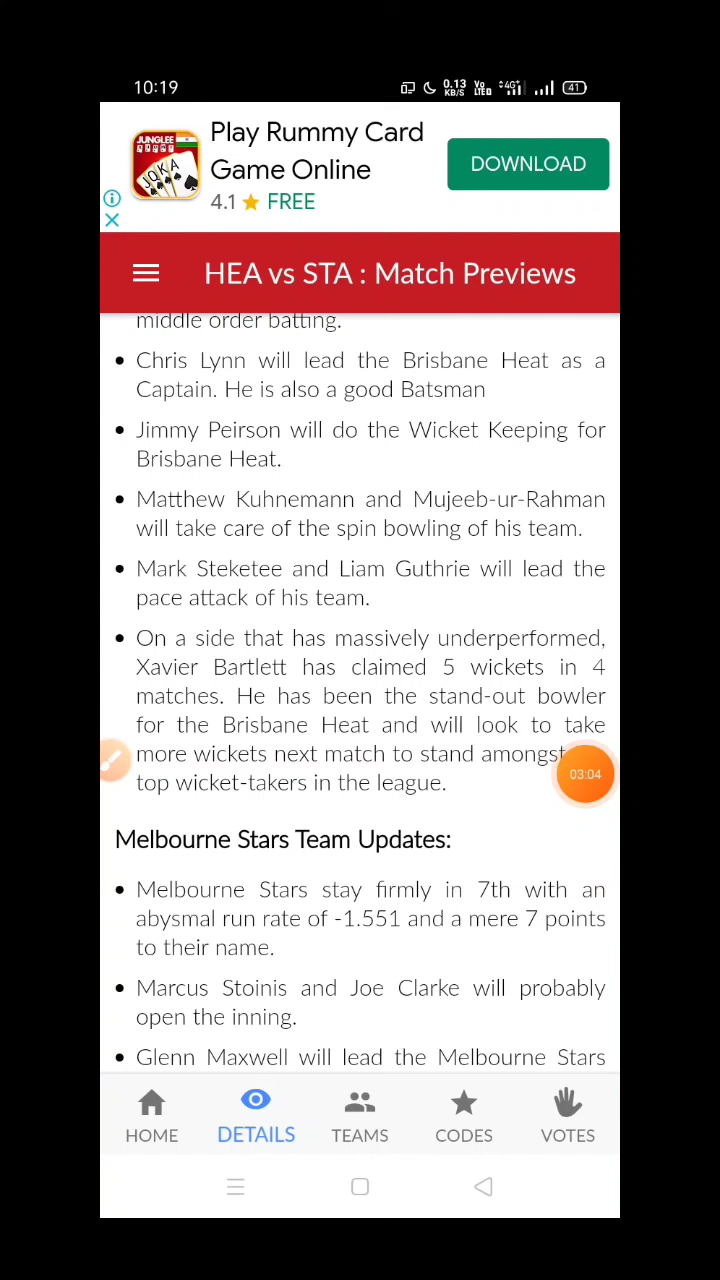 10:19
0.13 KB/S
Vo LTED
4G+
41
Play Rummy Card
Game Online
4.1 FREE
DOWNLOAD
JUNGLEE
J Q K A
HEA vs STA : Match Previews
middle order batting.
Chris Lynn will lead the Brisbane Heat as a
Captain. He is also a good Batsman
Jimmy Peirson will do the Wicket Keeping for
Brisbane Heat.
Matthew Kuhnemann and Mujeeb-ur-Rahman
will take care of the spin bowling of his team.
Mark Steketee and Liam Guthrie will lead the
pace attack of his team.
On a side that has massively underperformed,
Xavier Bartlett has claimed 5 wickets in 4
matches. He has been the stand-out bowler
for the Brisbane Heat and will look to take
more wickets next match to stand amongst
03:04
top wicket-takers in the league.
Melbourne Stars Team Updates:
Melbourne Stars stay firmly in 7th with an
abysmal run rate of -1.551 and a mere 7 points
to their name.
Marcus Stoinis and Joe Clarke will probably
open the inning.
Glenn Maxwell will lead the Melbourne Stars
HOME
DETAILS
TEAMS
CODES
VOTES